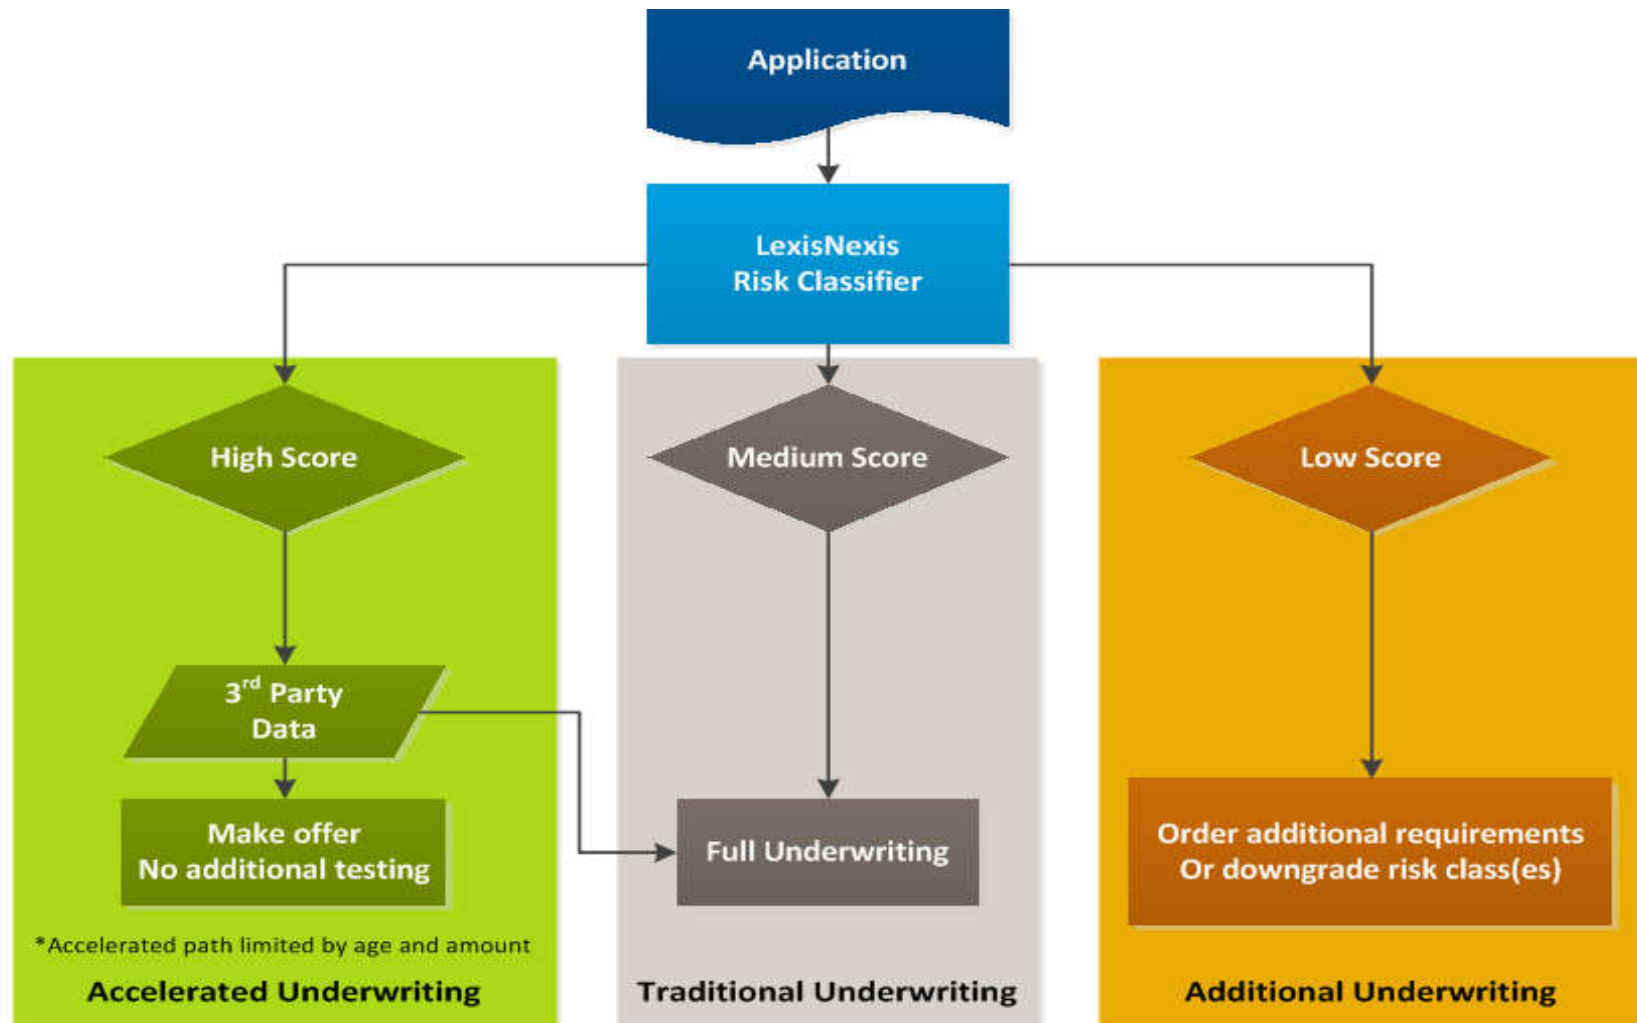 Application
LexisNexis
Risk Classifier
High Score
Medium Score
Low Score
3rd Party
Data
Make offer
No additional testing
Full Underwriting
Order additional requirements
Or downgrade risk class(es)
*Accelerated path limited by age and amount
Accelerated Underwriting
Traditional Underwriting
Additional Underwriting